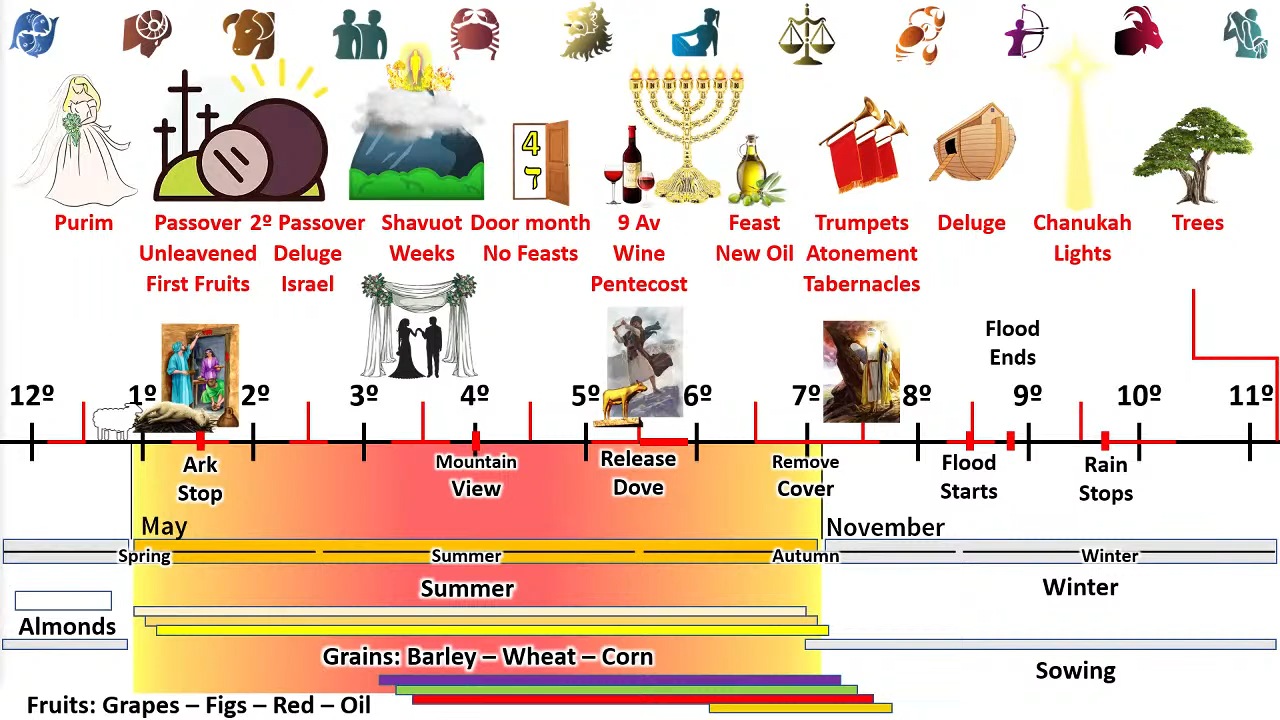 4
ד
Purim
Passover
Unleavened
First Fruits
2º Passover
Deluge
Israel
Shavuot
Weeks
Door month
No Feasts
9 Av
Wine
Pentecost
Feast
New Oil
Trumpets
Atonement
Tabernacles
Deluge
Chanukah
Lights
Trees
Flood
Ends
12º 1º 2º 3º 4º 5º 6º 7º 8º 9º 10º 11º
Ark
Stop
Mountain
View
Release
Dove
Remove
Cover
Flood
Starts
Rain
Stops
May
November
Spring Summer Autumn Winter
Summer
Winter
Almonds
Grains: Barley – Wheat – Corn
Sowing
Fruits: Grapes – Figs – Red – Oil